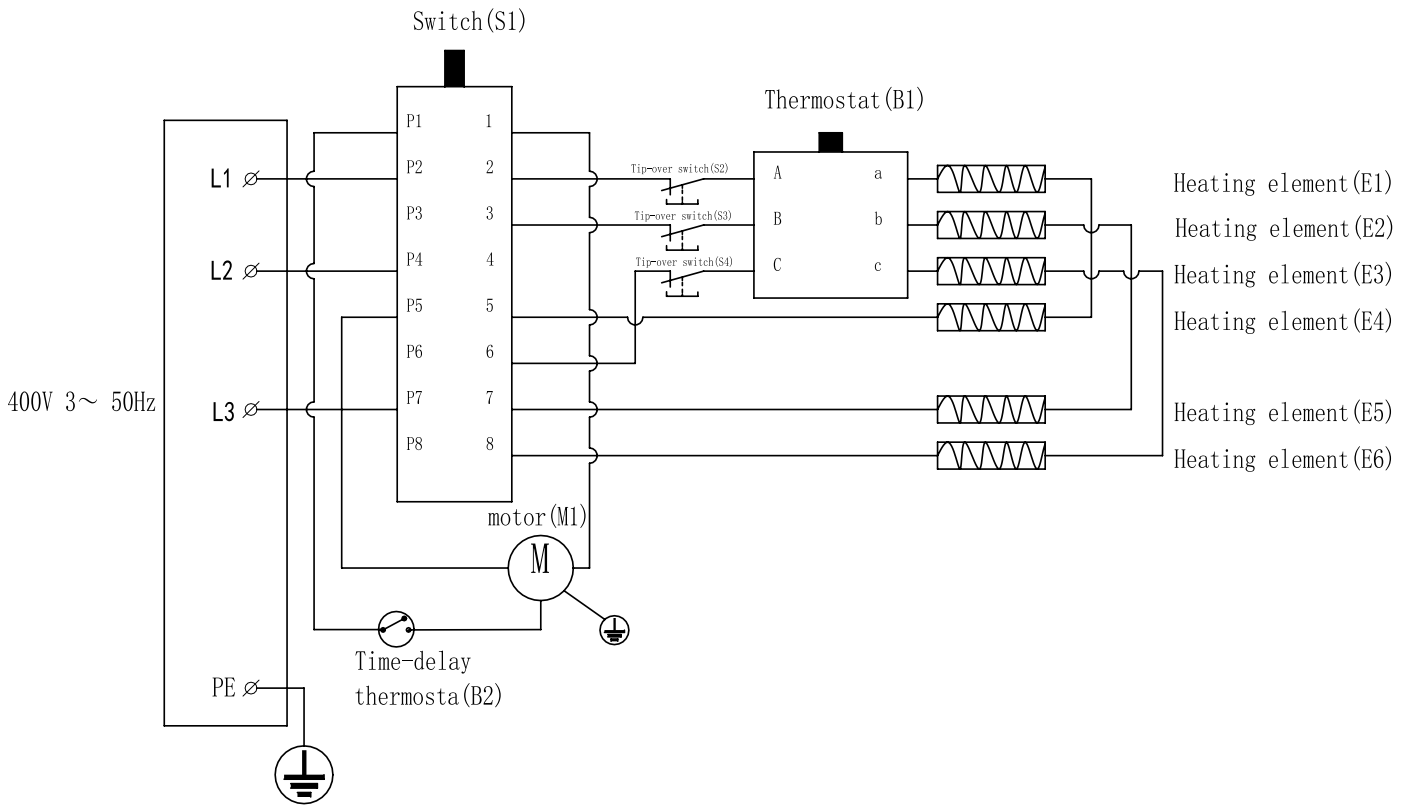 Switch(S1)
Thermostat(B1)
P1 1
P2 2
P3 3
P4 4
P5 5
P6 6
P7 7
P8 8
L1
L2
L3
PE
400V 3～ 50Hz
Tip-over switch(S2)
Tip-over switch(S3)
Tip-over switch(S4)
A a
B b
C c
Heating element(E1)
Heating element(E2)
Heating element(E3)
Heating element(E4)
Heating element(E5)
Heating element(E6)
motor(M1)
M
Time-delay
thermosta(B2)